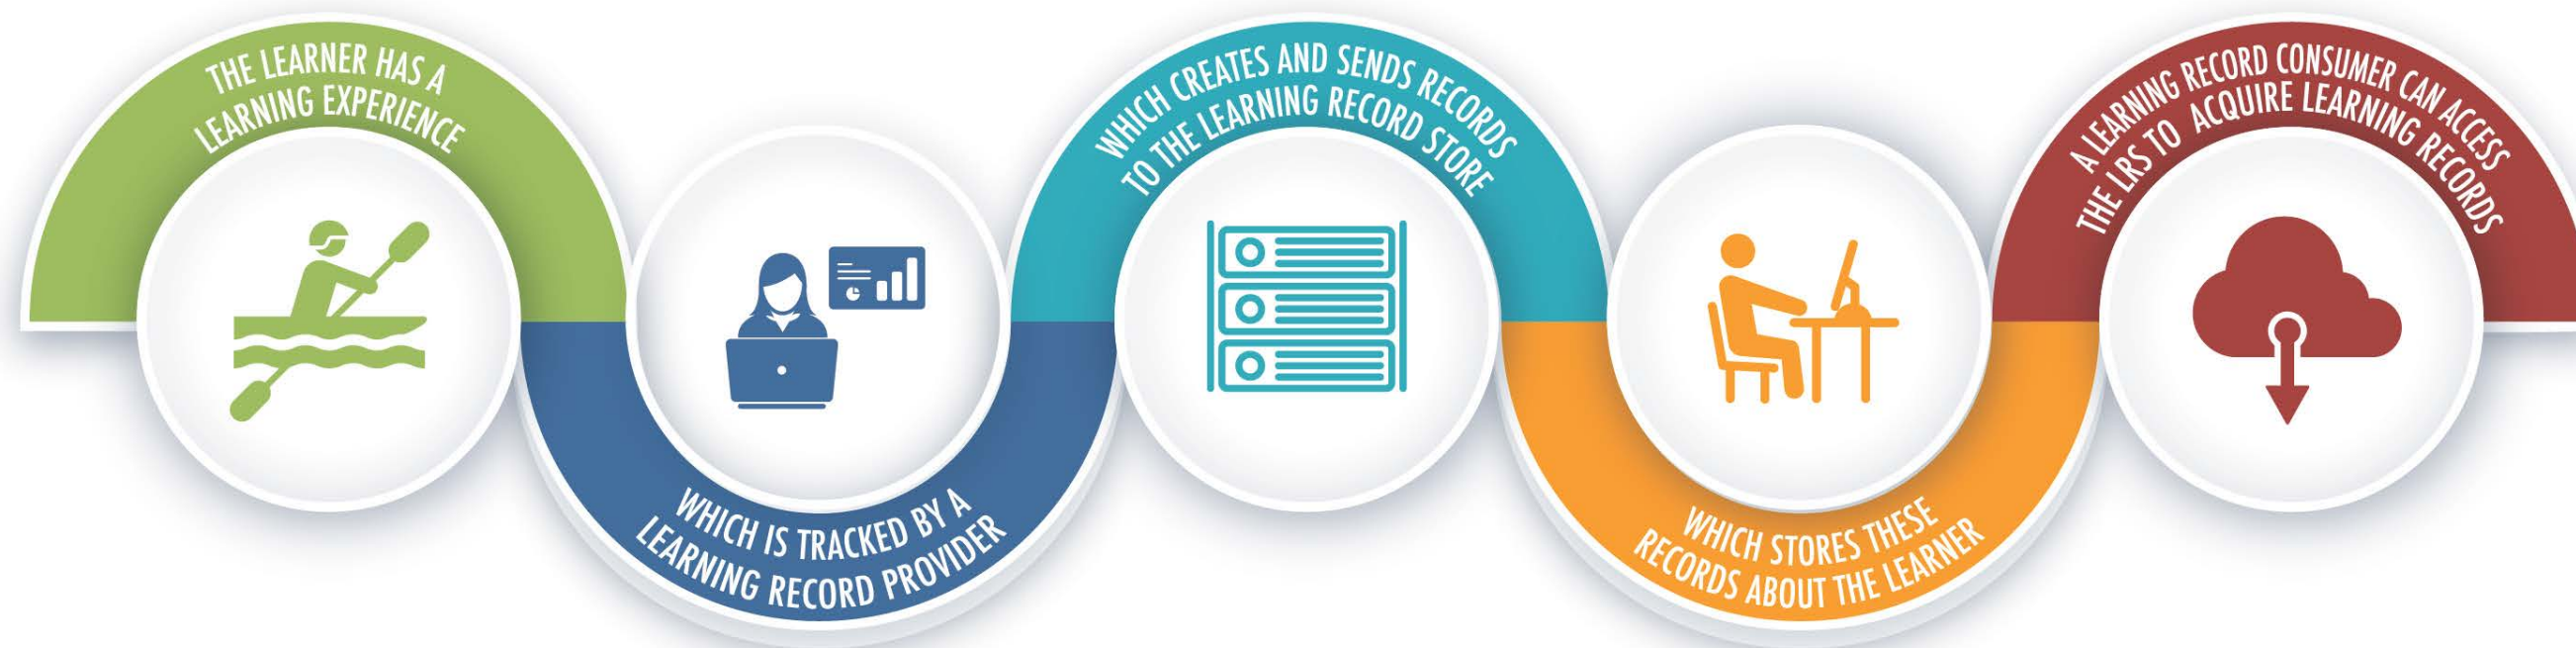 THE LEARNER HAS A
LEARNING EXPERIENCE
WHICH IS TRACKED BY A
LEARNING RECORD PROVIDER
WHICH CREATES AND SENDS RECORDS
TO THE LEARNING RECORD STORE
WHICH STORES THESE
RECORDS ABOUT THE LEARNER
A LEARNING RECORD CONSUMER CAN ACCESS
THE LRS TO ACQUIRE LEARNING RECORDS